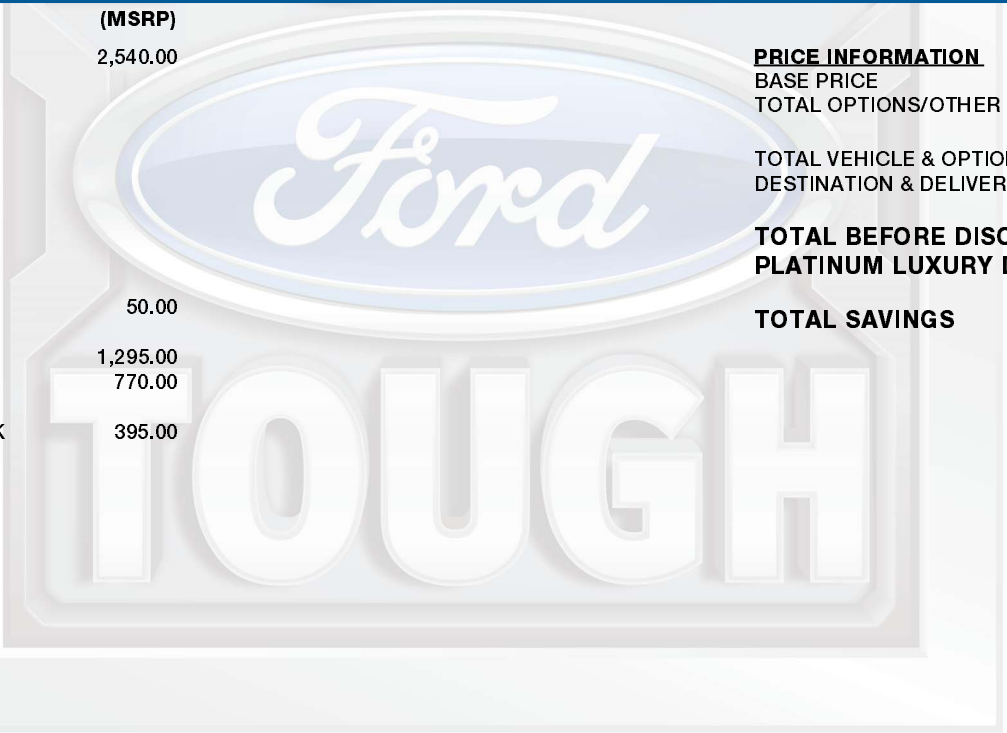 (MSRP)
2,540.00
50.00
1,295.00
770.00
K 395.00
Ford
TOUGH
PRICE INFORMATION
BASE PRICE
TOTAL OPTIONS/OTHER
TOTAL VEHICLE & OPTIO
DESTINATION & DELIVER
TOTAL BEFORE DISC
PLATINUM LUXURY
TOTAL SAVINGS